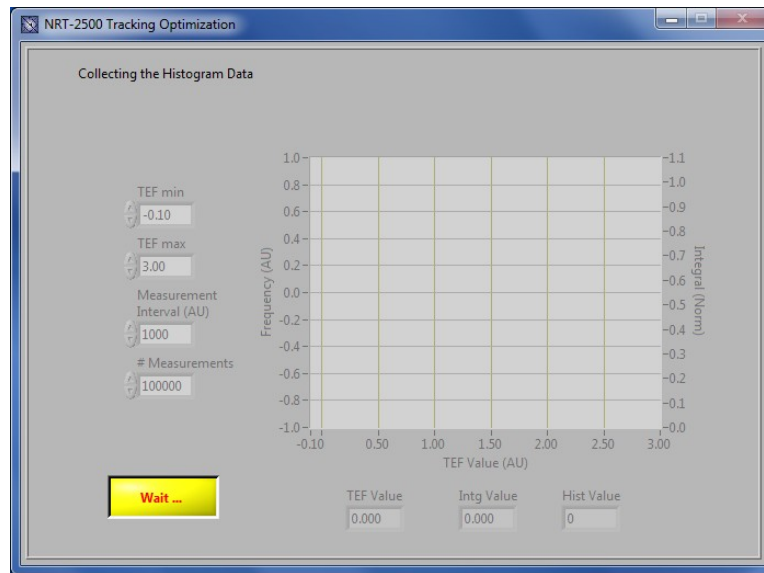 NRT-2500 Tracking Optimization
Collecting the Histogram Data
TEF min
-0.10
TEF max
3.00
Measurement
Interval (AU)
1000
# Measurements
100000
Wait ...
Frequency (AU)
1.0
0.8
0.6
0.4
0.2
0.0
-0.2
-0.4
-0.6
-0.8
-1.0
-0.10 0.50 1.00 1.50 2.00 2.50 3.00
TEF Value (AU)
1.1
1.0
0.9
0.8
0.7
0.6
0.5
0.4
0.3
0.2
0.1
0.0
Integral (Norm)
TEF Value Intg Value Hist Value
0.000 0.000 0